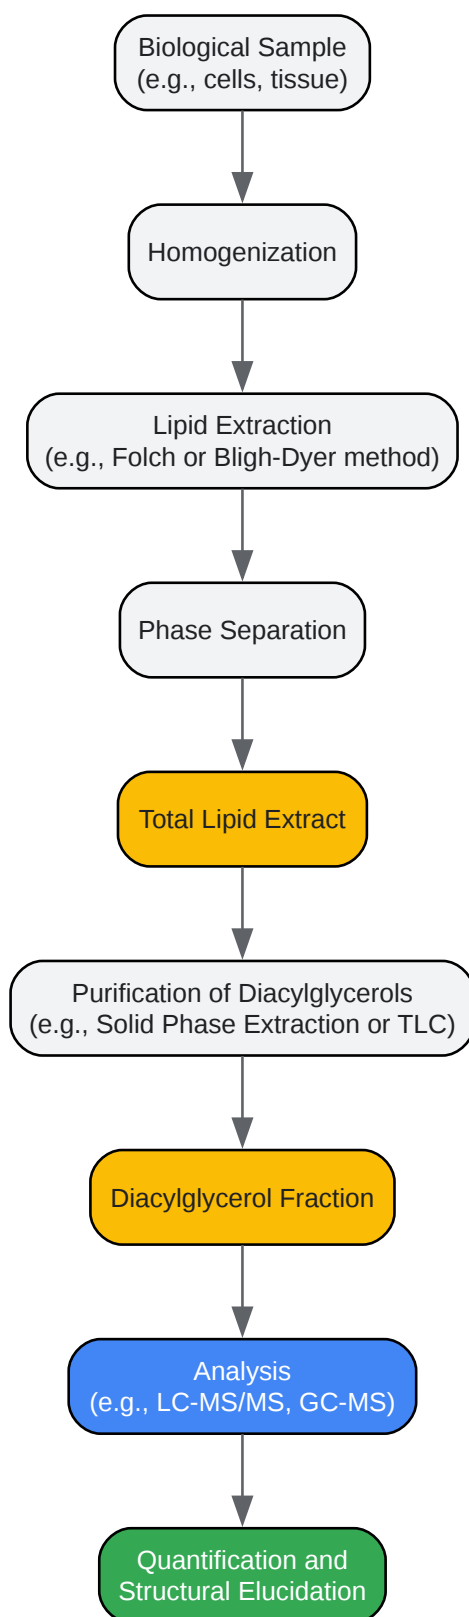 Biological Sample
(e.g., cells, tissue)
Homogenization
Lipid Extraction
(e.g., Folch or Bligh-Dyer method)
Phase Separation
Total Lipid Extract
Purification of Diacylglycerols
(e.g., Solid Phase Extraction or TLC)
Diacylglycerol Fraction
Analysis
(e.g., LC-MS/MS, GC-MS)
Quantification and
Structural Elucidation